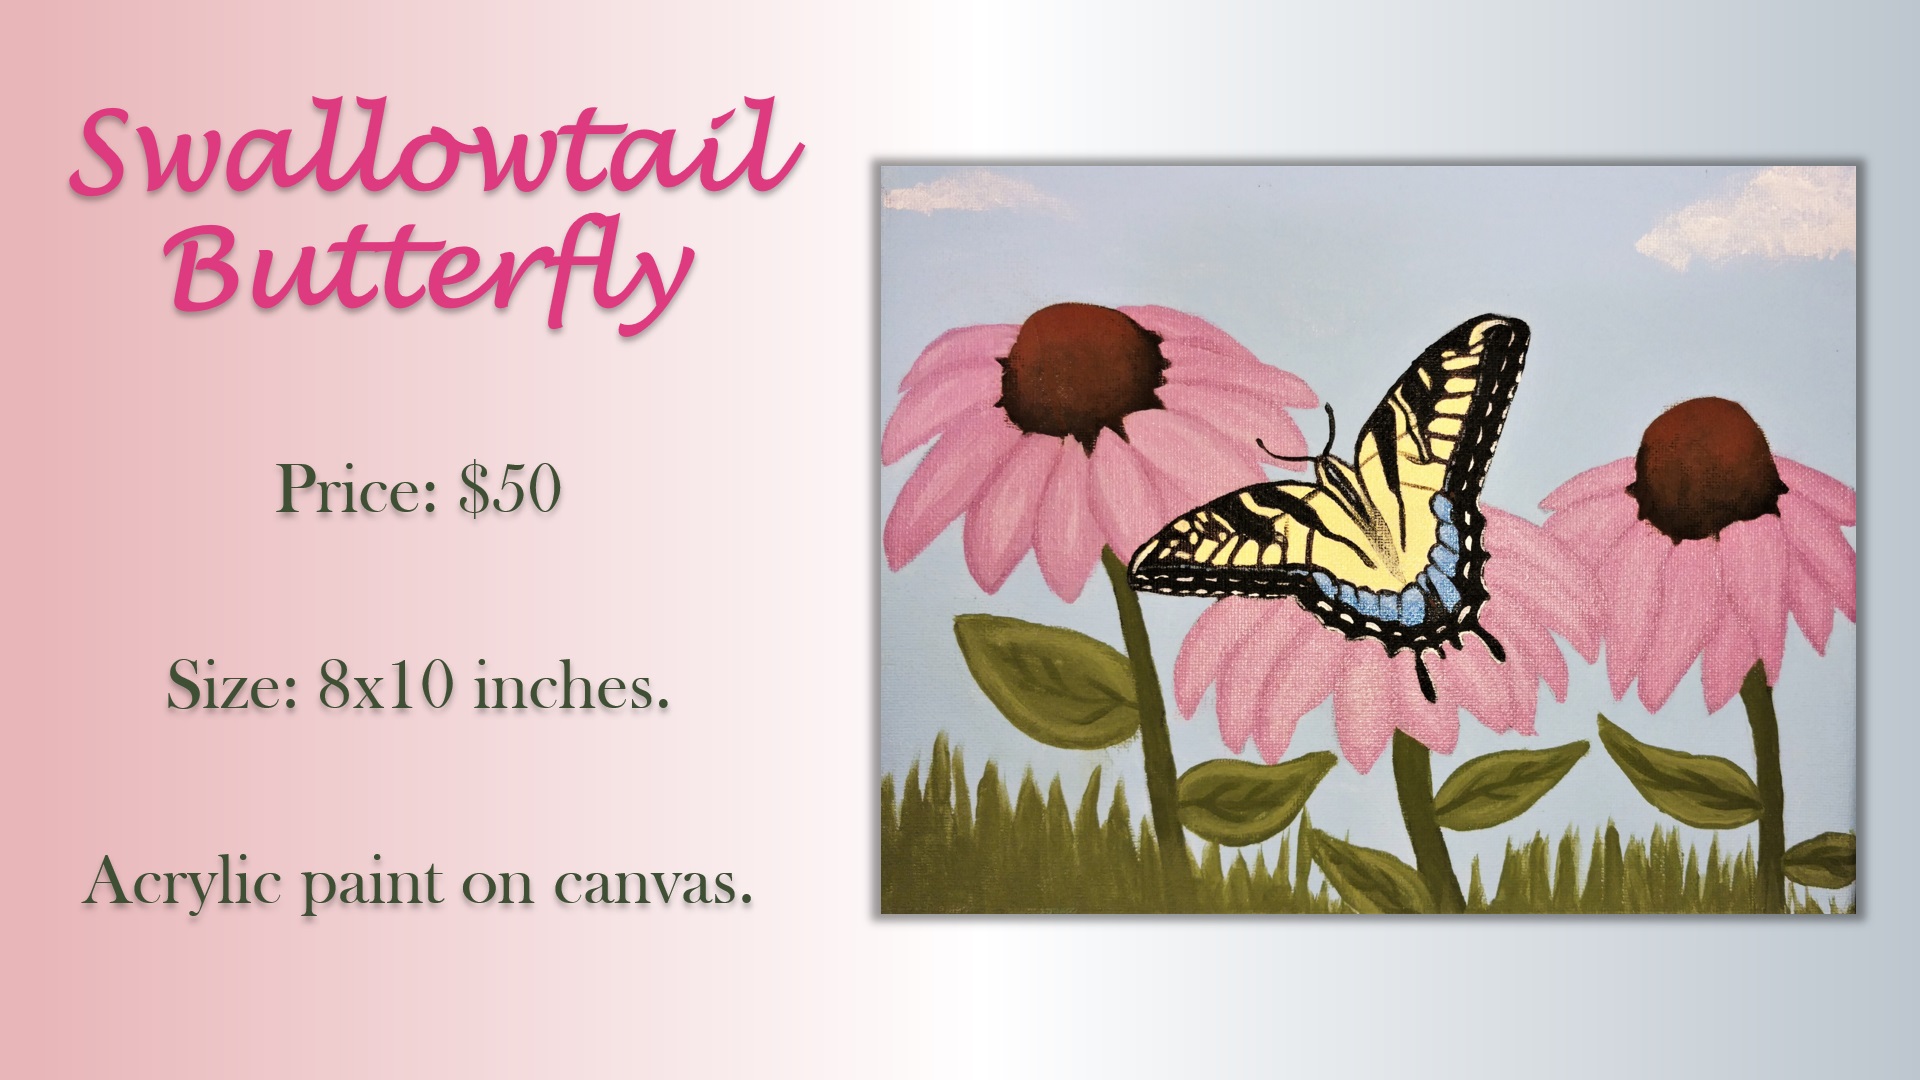 Swallowtail
Butterfly
Price: $50
Size: 8x10 inches.
Acrylic paint on canvas.